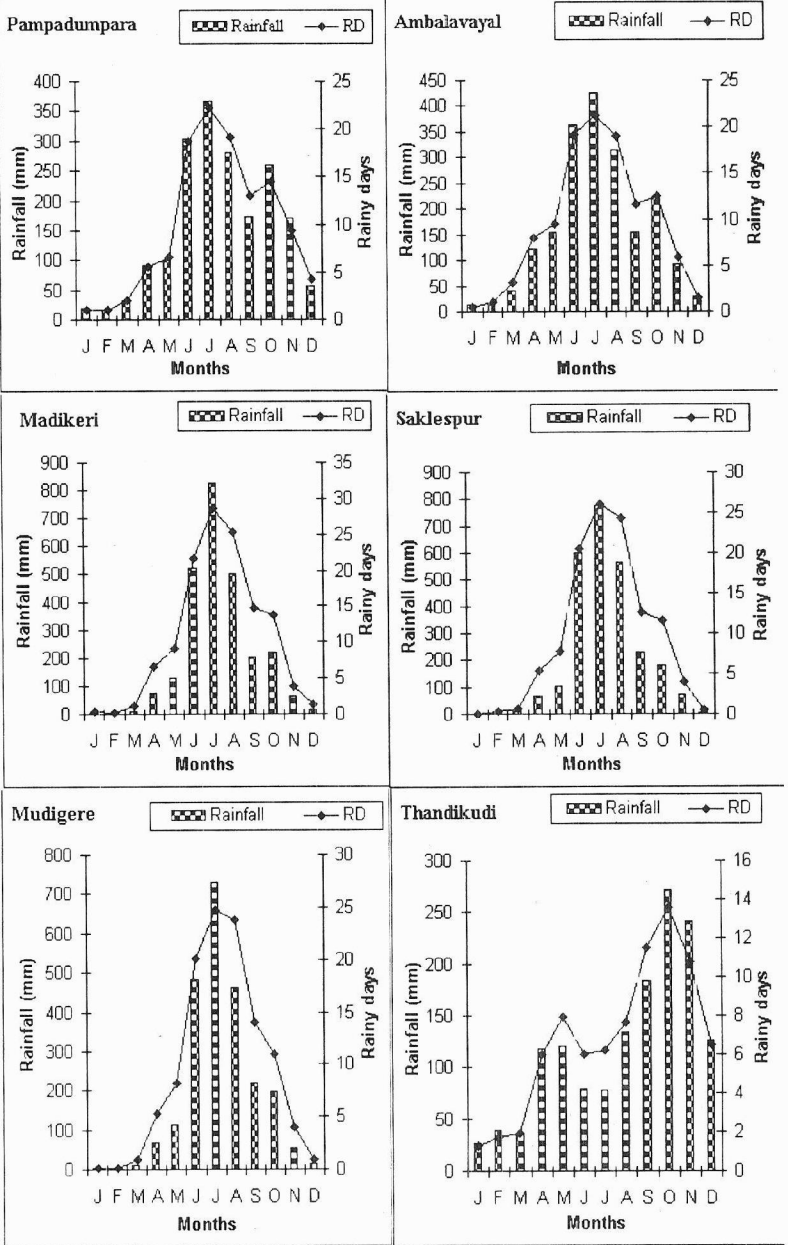 Pampadumpara
Rainfall RD
Rainfall (mm)
400
350
300
250
200
150
100
50
0
25
20
15
10
5
0
Rainy days
J F M A M J J A S O N D
Months
Ambalavayal
Rainfall RD
Rainfall (mm)
450
400
350
300
250
200
150
100
50
0
25
20
15
10
5
0
Rainy days
J F M A M J J A S O N D
Months
Madikeri
Rainfall RD
Rainfall (mm)
900
800
700
600
500
400
300
200
100
0
35
30
25
20
15
10
5
0
Rainy days
J F M A M J J A S O N D
Months
Saklespur
Rainfall RD
Rainfall (mm)
900
800
700
600
500
400
300
200
100
0
30
25
20
15
10
5
0
Rainy days
J F M A M J J A S O N D
Months
Mudigere
Rainfall RD
Rainfall (mm)
800
700
600
500
400
300
200
100
0
30
25
20
15
10
5
0
Rainy days
J F M A M J J A S O N D
Months
Thandikudi
Rainfall RD
Rainfall (mm)
300
250
200
150
100
50
0
16
14
12
10
8
6
4
2
0
Rainy days
J F M A M J J A S O N D
Months